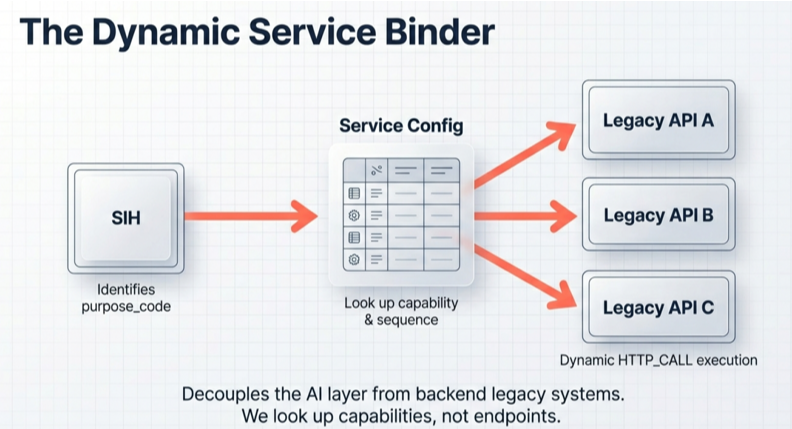 The Dynamic Service Binder
Service Config
SIH
Identifies
purpose_code
Look up capability
& sequence
Legacy API A
Legacy API B
Legacy API C
Dynamic HTTP_CALL execution
Decouples the AI layer from backend legacy systems.
We look up capabilities, not endpoints.